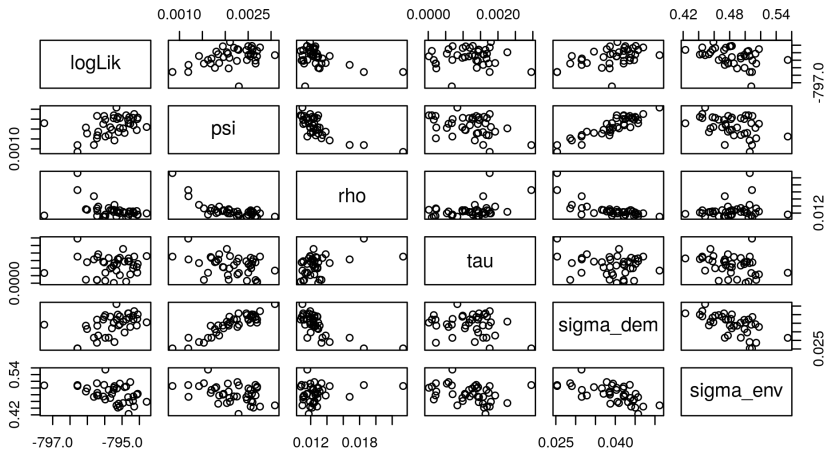 0.0010 0.0025 0.0000 0.0020 0.42 0.48 0.54
logLik -797.0
0.0010 psi
rho 0.012
0.0000 tau
sigma_dem 0.025
0.42 0.54 sigma_env
-797.0 -795.0 0.012 0.018 0.025 0.040